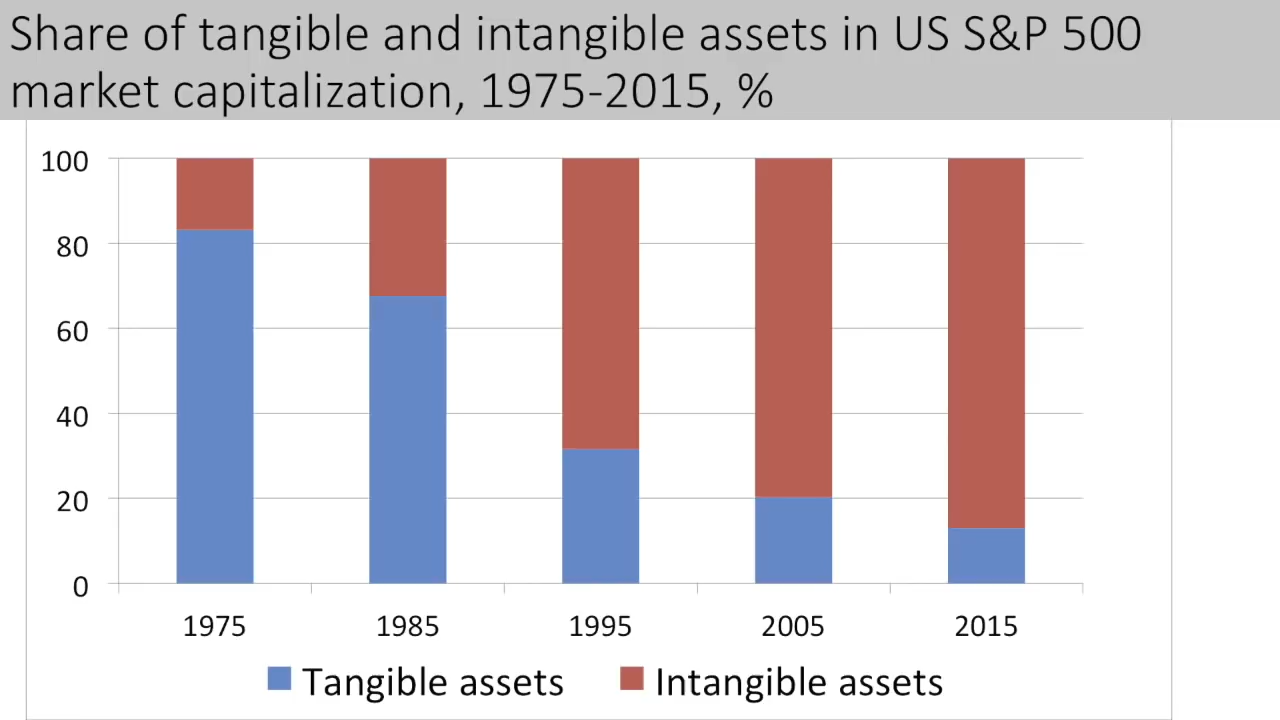 Share of tangible and intangible assets in US S&P 500
market capitalization, 1975-2015, %
100
80
60
40
20
0
1975 1985 1995 2005 2015
Tangible assets Intangible assets